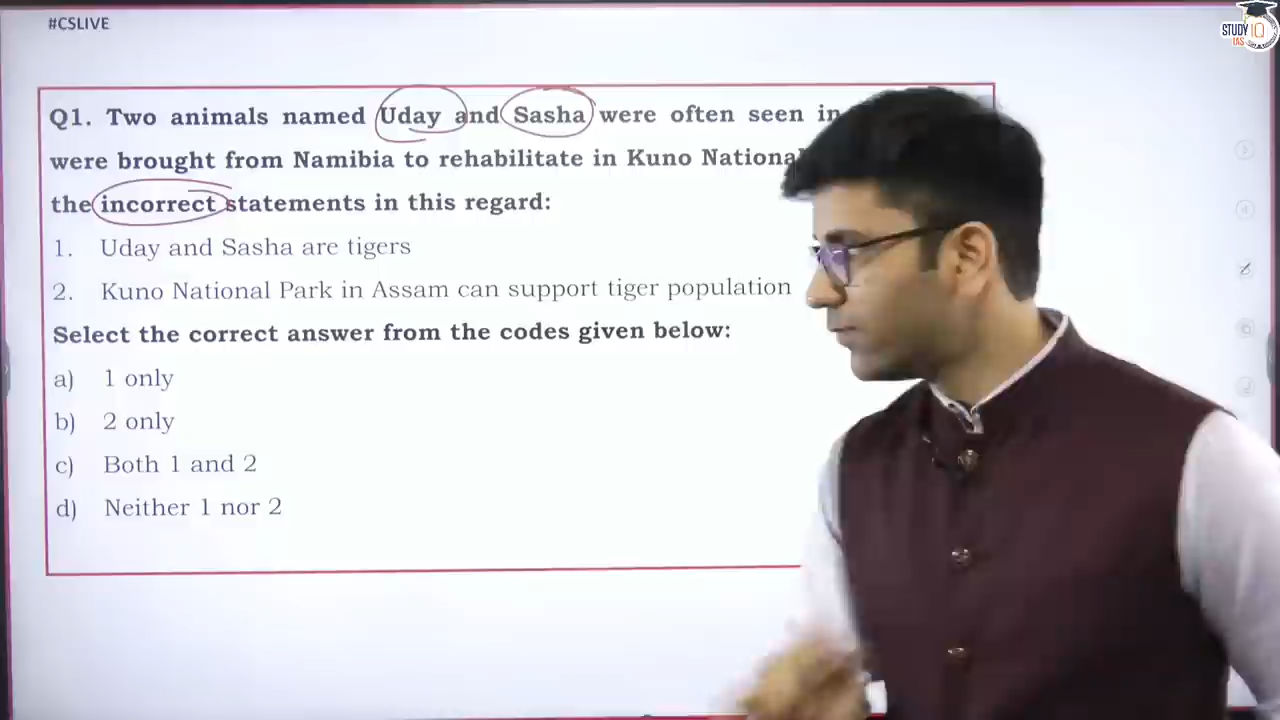 #CSLIVE
STUDY IQ
IAS
Q1. Two animals named Uday and Sasha were often seen in
were brought from Namibia to rehabilitate in Kuno National
the incorrect statements in this regard:
1. Uday and Sasha are tigers
2. Kuno National Park in Assam can support tiger population
Select the correct answer from the codes given below:
a) 1 only
b) 2 only
c) Both 1 and 2
d) Neither 1 nor 2